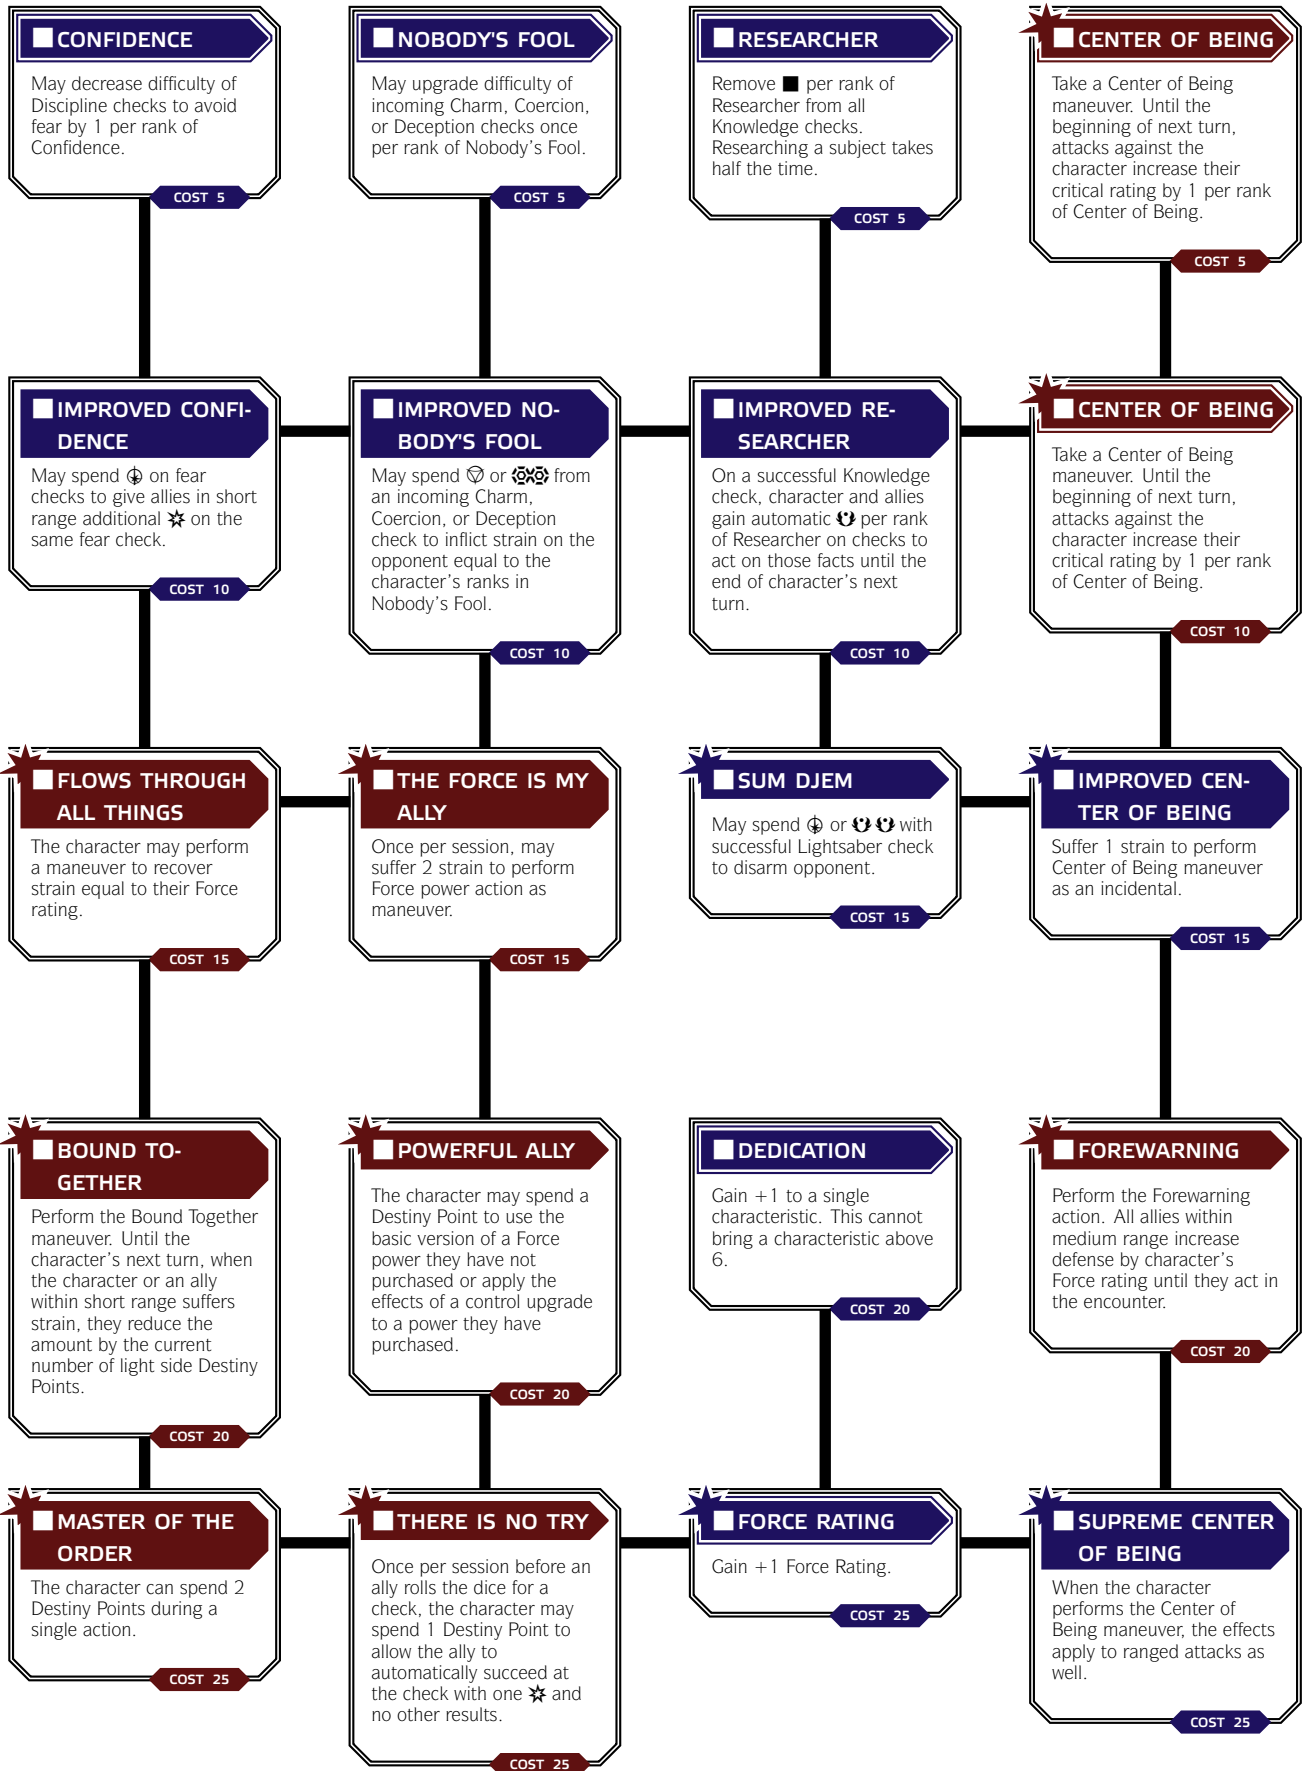 CONFIDENCE
May decrease difficulty of
Discipline checks to avoid
fear by 1 per rank of
Confidence.
COST 5
NOBODY'S FOOL
May upgrade difficulty of
incoming Charm, Coercion,
or Deception checks once
per rank of Nobody's Fool.
COST 5
RESEARCHER
Remove ■ per rank of
Researcher from all
Knowledge checks.
Researching a subject takes
half the time.
COST 5
CENTER OF BEING
Take a Center of Being
maneuver. Until the
beginning of next turn,
attacks against the
character increase their
critical rating by 1 per rank
of Center of Being.
COST 5
IMPROVED CONFI-
DENCE
May spend on fear
checks to give allies in short
range additional on the
same fear check.
COST 10
IMPROVED NO-
BODY'S FOOL
May spend or from
an incoming Charm,
Coercion, or Deception
check to inflict strain on the
opponent equal to the
character's ranks in
Nobody's Fool.
COST 10
IMPROVED RE-
SEARCHER
On a successful Knowledge
check, character and allies
gain automatic per rank
of Researcher on checks to
act on those facts until the
end of character's next
turn.
COST 10
CENTER OF BEING
Take a Center of Being
maneuver. Until the
beginning of next turn,
attacks against the
character increase their
critical rating by 1 per rank
of Center of Being.
COST 10
FLOWS THROUGH
ALL THINGS
The character may perform
a maneuver to recover
strain equal to their Force
rating.
COST 15
THE FORCE IS MY
ALLY
Once per session, may
suffer 2 strain to perform
Force power action as
maneuver.
COST 15
SUM DJEM
May spend or with
successful Lightsaber check
to disarm opponent.
COST 15
IMPROVED CEN-
TER OF BEING
Suffer 1 strain to perform
Center of Being maneuver
as an incidental.
COST 15
BOUND TO-
GETHER
Perform the Bound Together
maneuver. Until the
character's next turn, when
the character or an ally
within short range suffers
strain, they reduce the
amount by the current
number of light side Destiny
Points.
COST 20
POWERFUL ALLY
The character may spend a
Destiny Point to use the
basic version of a Force
power they have not
purchased or apply the
effects of a control upgrade
to a power they have
purchased.
COST 20
DEDICATION
Gain +1 to a single
characteristic. This cannot
bring a characteristic above
6.
COST 20
FOREWARNING
Perform the Forewarning
action. All allies within
medium range increase
defense by character's
Force rating until they act in
the encounter.
COST 20
MASTER OF THE
ORDER
The character can spend 2
Destiny Points during a
single action.
COST 25
THERE IS NO TRY
Once per session before an
ally rolls the dice for a
check, the character may
spend 1 Destiny Point to
allow the ally to
automatically succeed at
the check with one and
no other results.
COST 25
FORCE RATING
Gain +1 Force Rating.
COST 25
SUPREME CENTER
OF BEING
When the character
performs the Center of
Being maneuver, the effects
apply to ranged attacks as
well.
COST 25